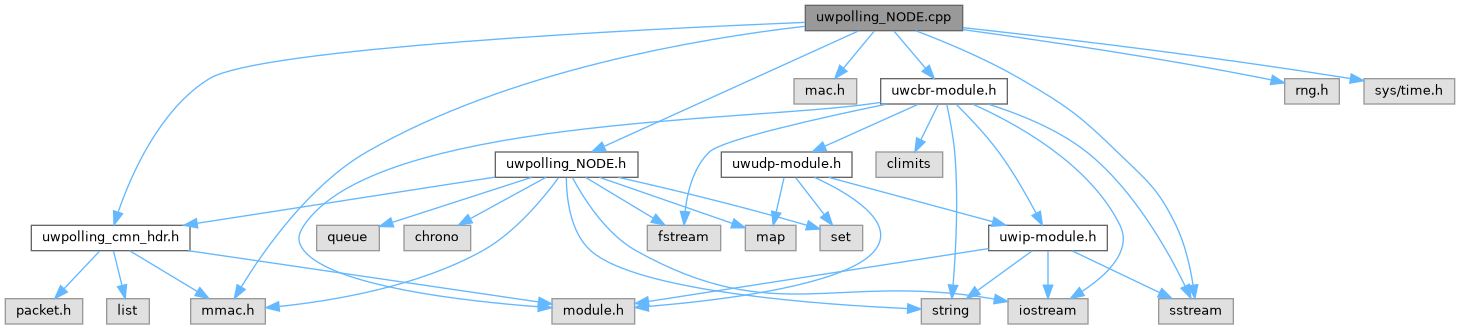 uwpolling_NODE.cpp
mac.h
uwcbr-module.h
rng.h
sys/time.h
uwpolling_NODE.h
uwudp-module.h
climits
uwpolling_cmn_hdr.h
queue
chrono
fstream
map
set
uwip-module.h
packet.h
list
mmac.h
module.h
string
iostream
sstream